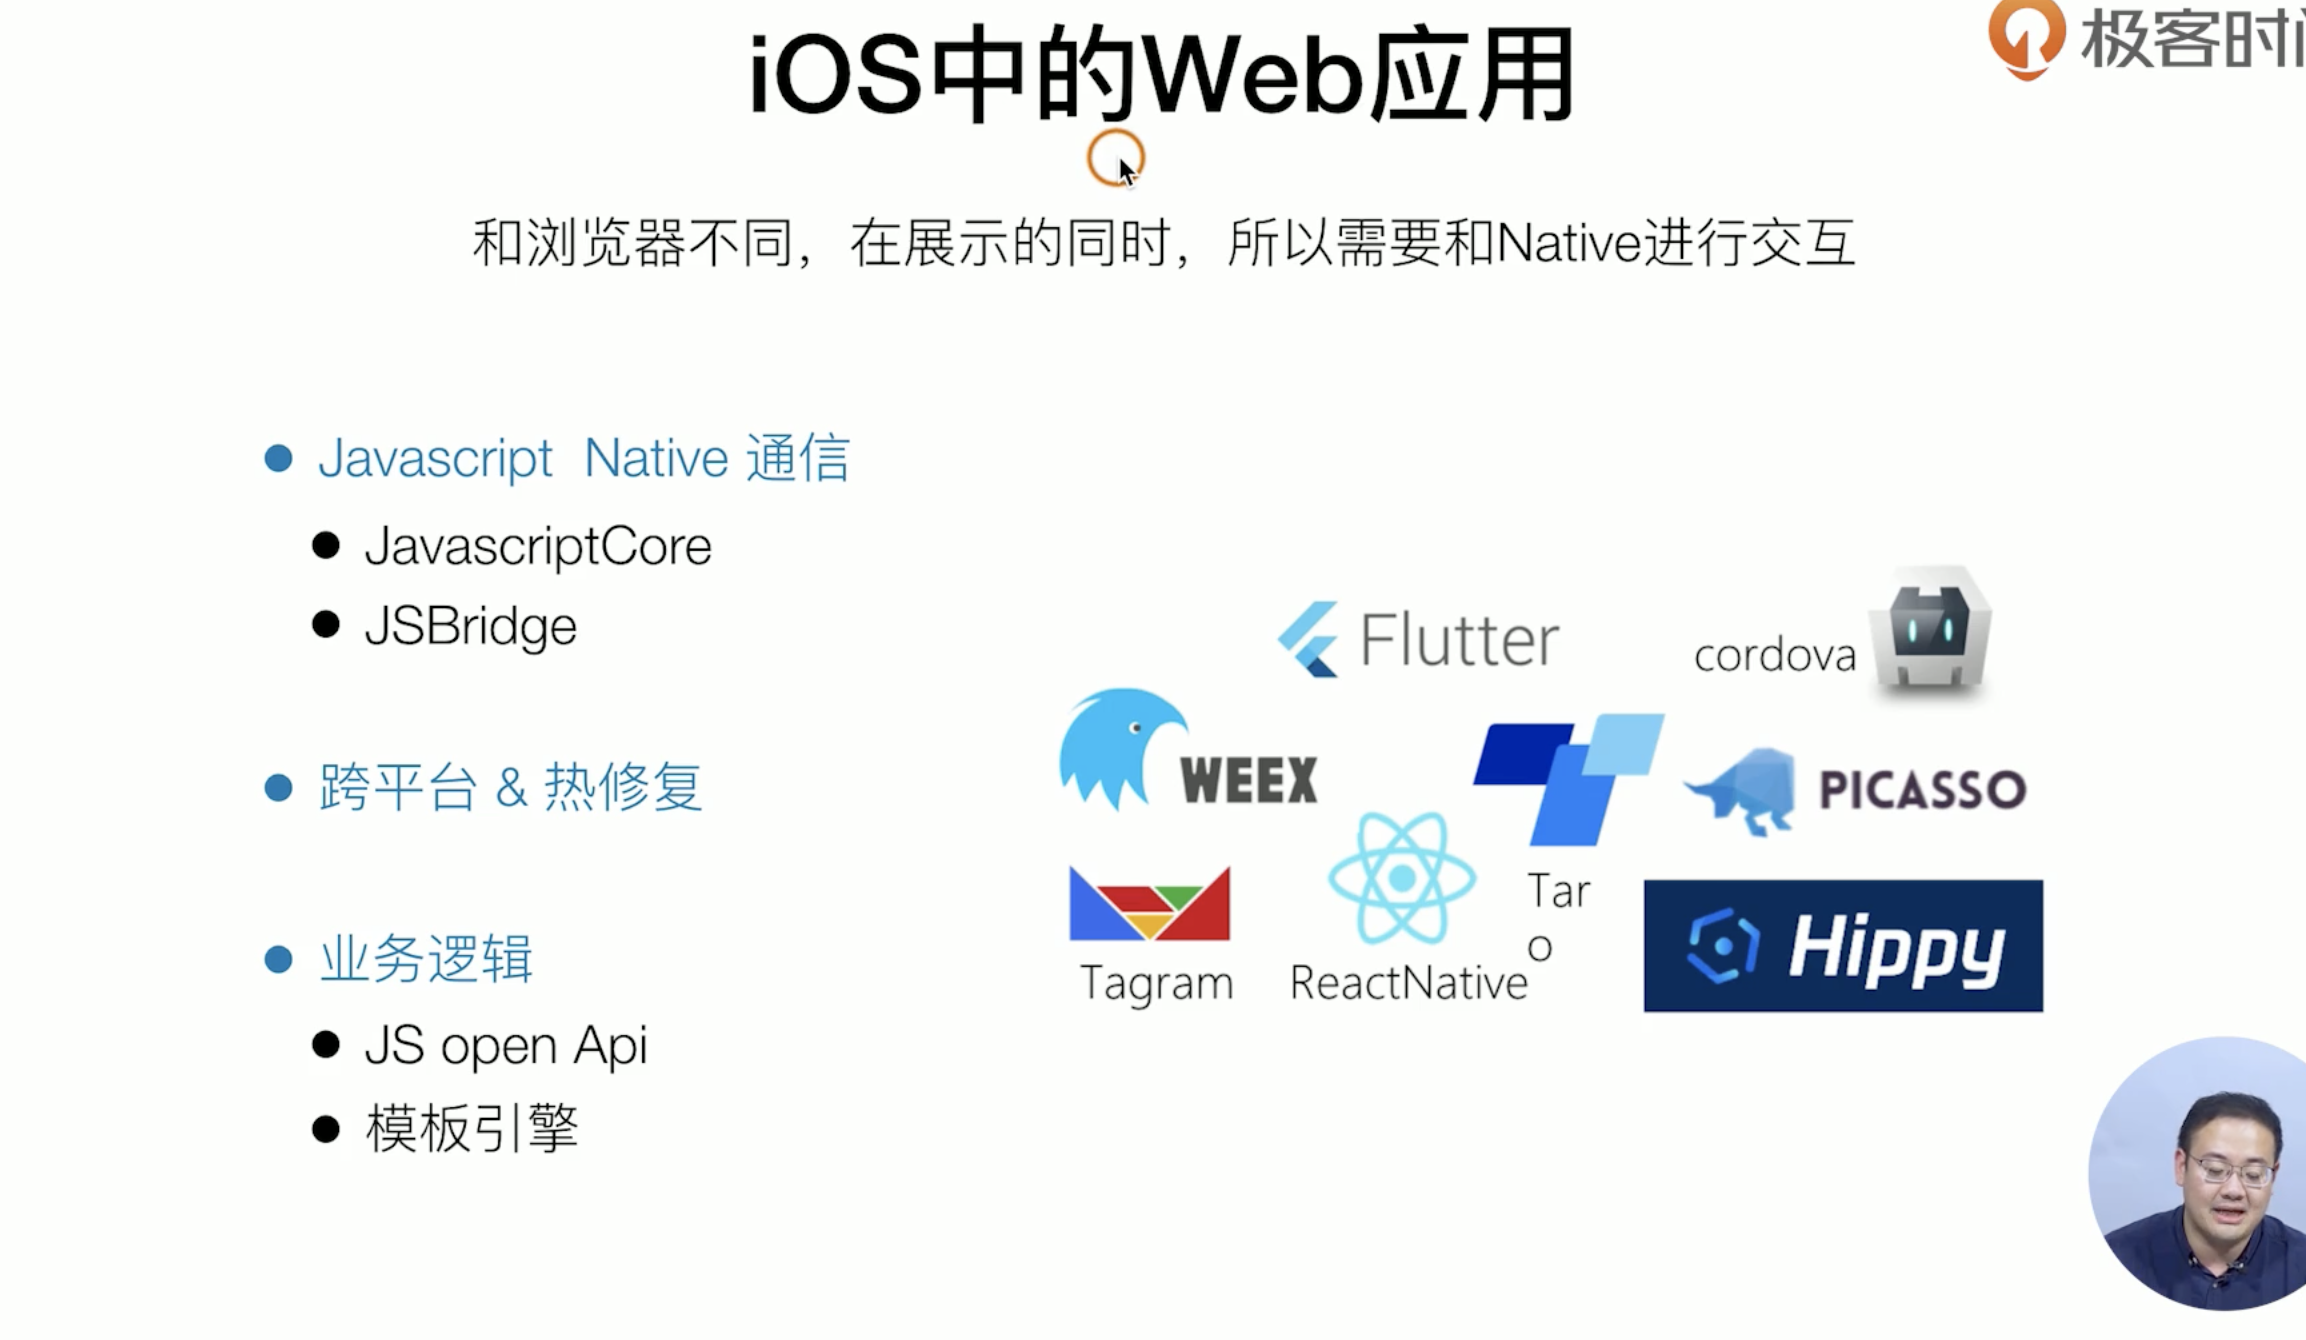 iOS中的Web应用
极客时间
和浏览器不同，在展示的同时，所以需要和Native进行交互
Javascript Native 通信
JavascriptCore
JSBridge
跨平台 & 热修复
业务逻辑
JS open Api
模板引擎
Flutter
cordova
WEEX
PICASSO
Tar
o
Tagram
ReactNative
Hippy